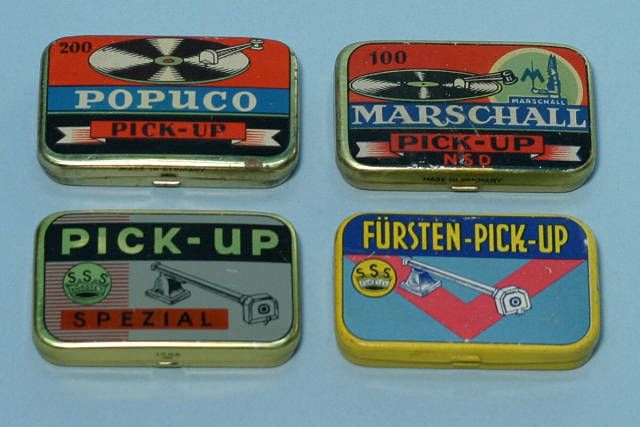 200
POPUCO
PICK-UP
MADE IN GERMANY
100
MARSCHALL
MARSCHALL
PICK-UP
NSD
MADE IN GERMANY
PICK-UP
S.S.S
SPEZIAL
FÜRSTEN-PICK-UP
S.S.S